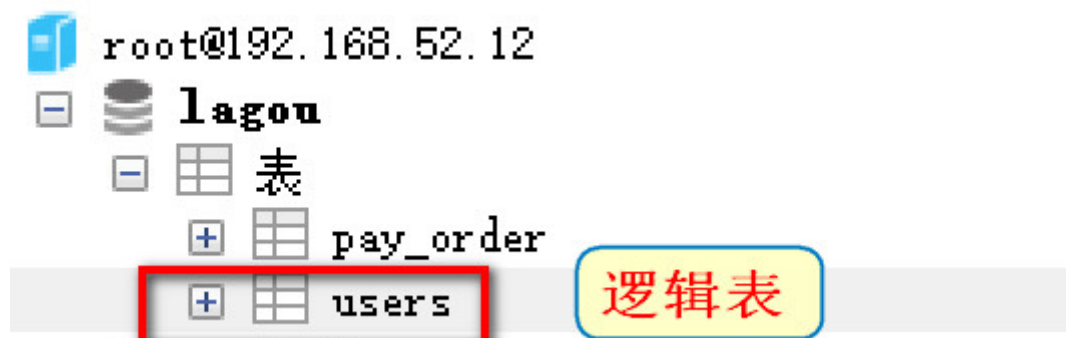 root@192.168.52.12
lagou
表
pay_order
users
逻辑表